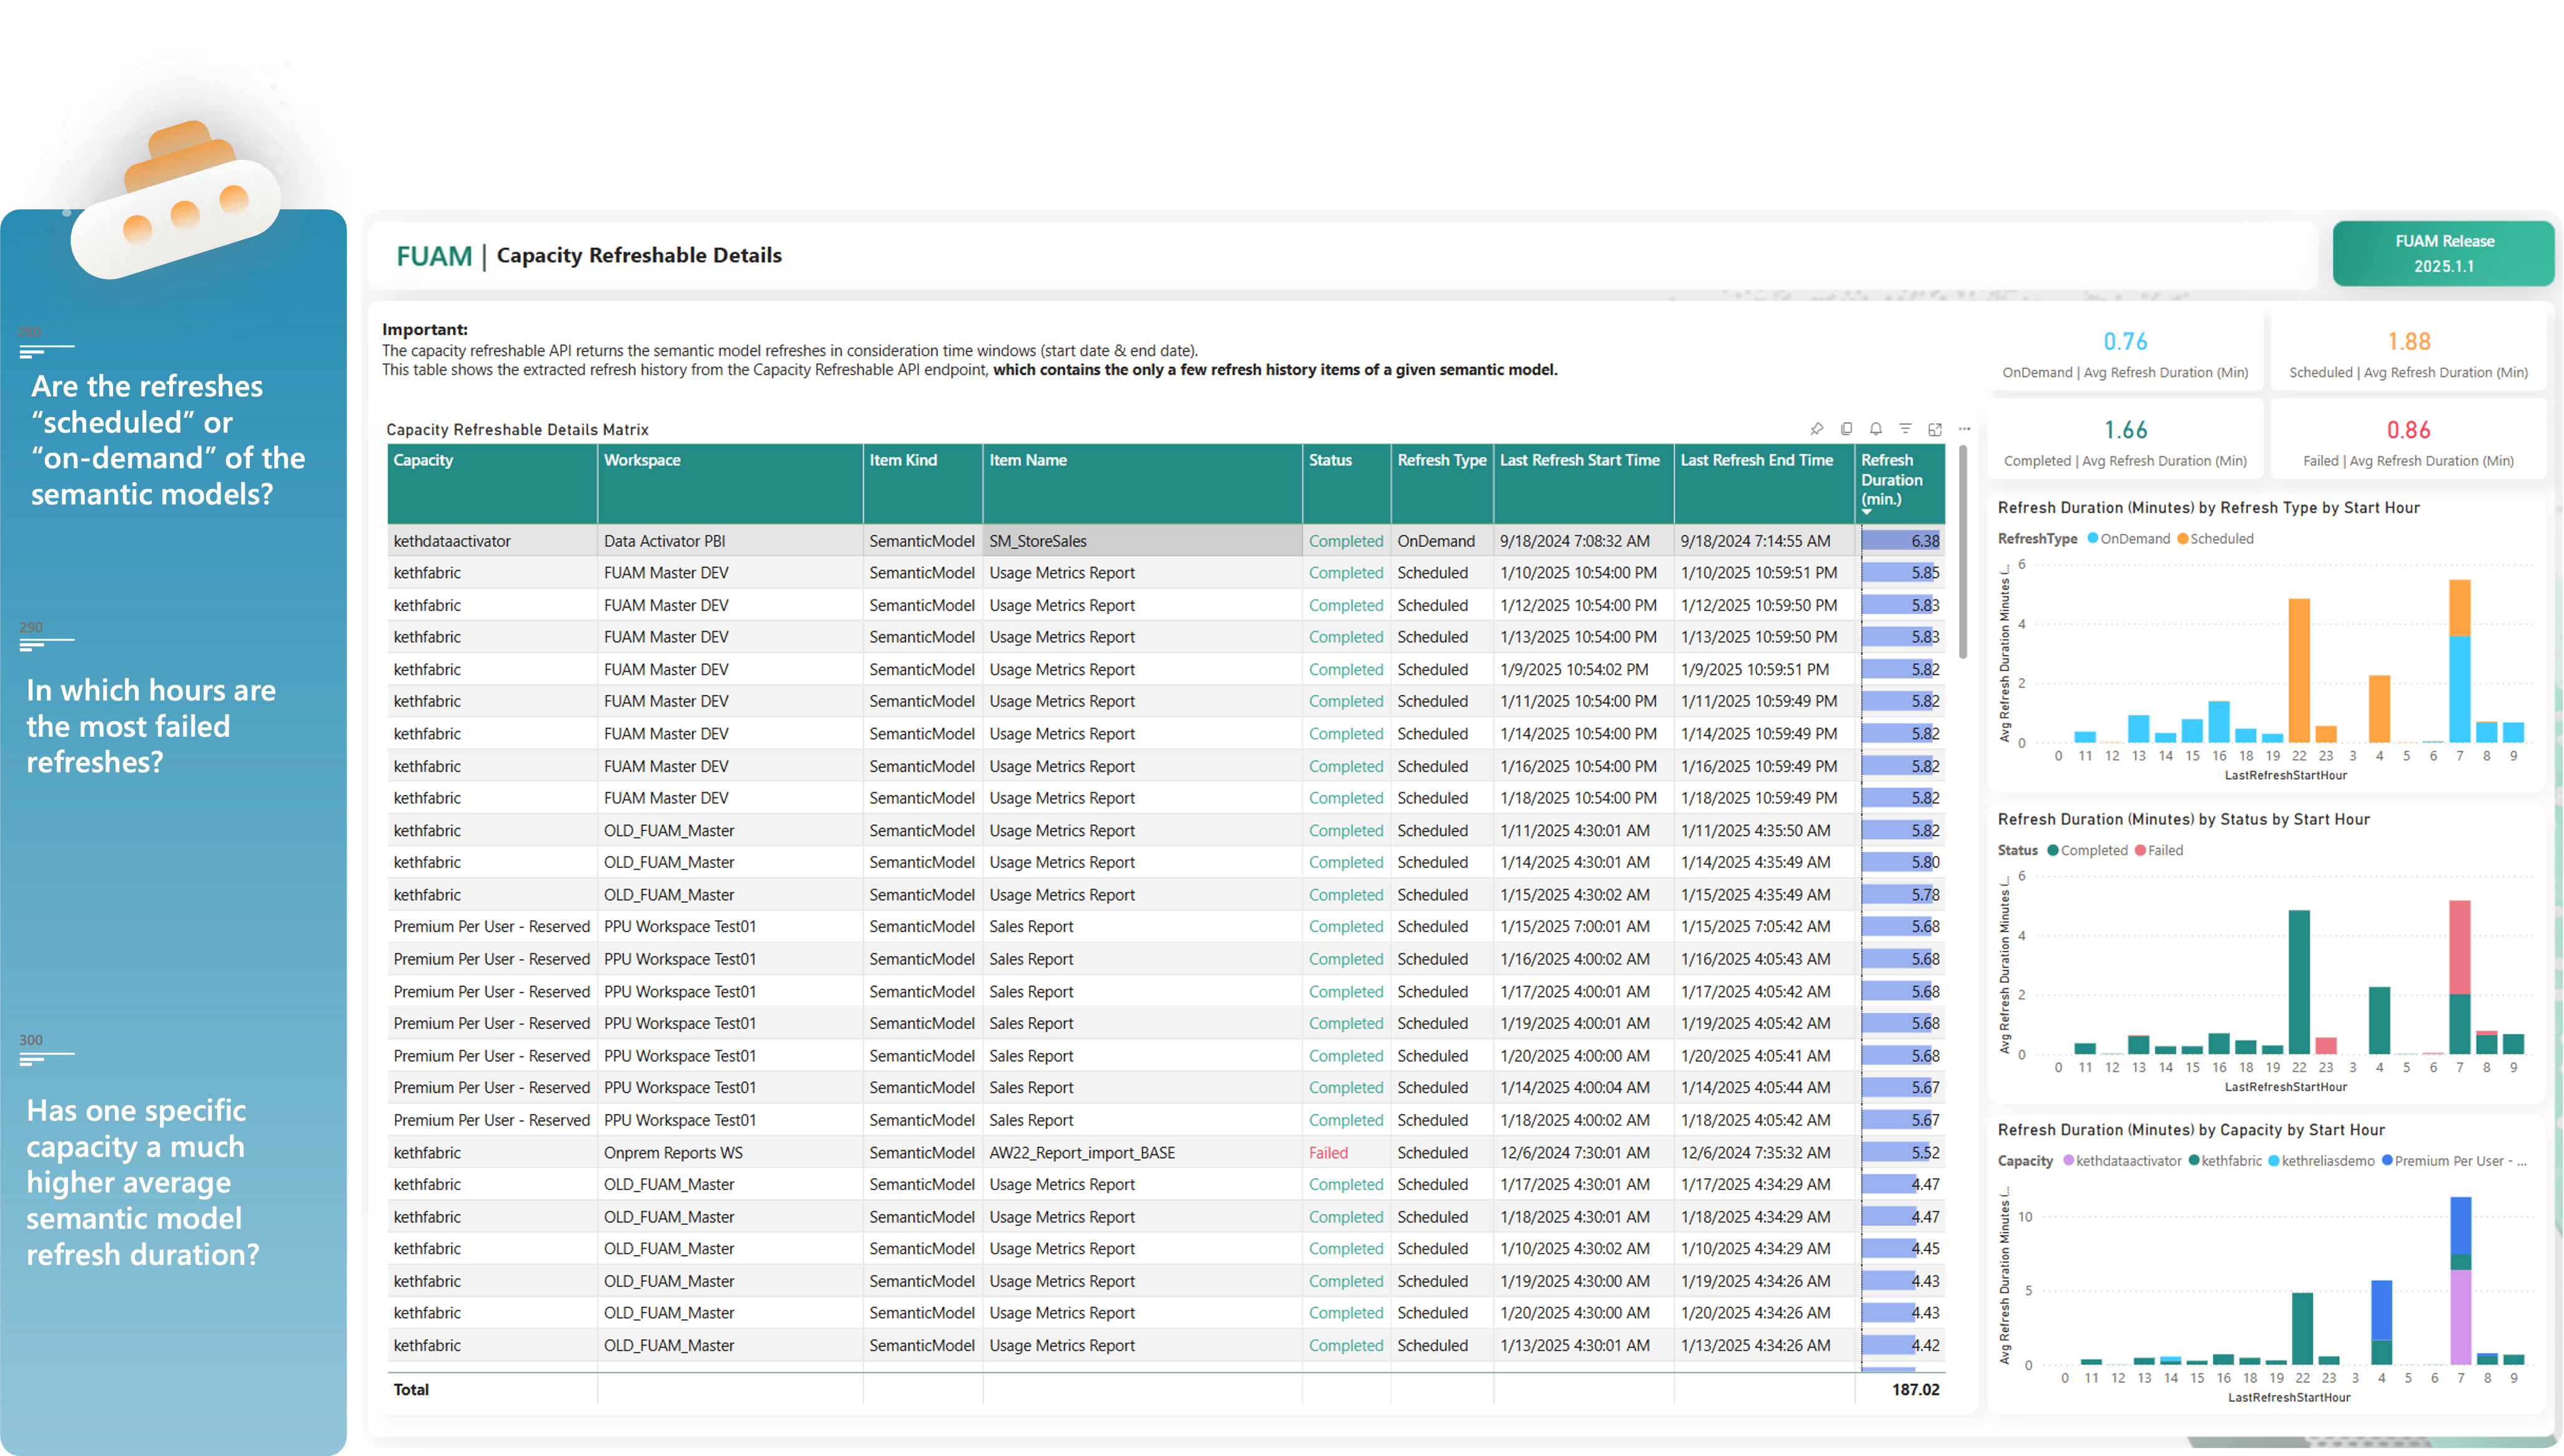 280
Are the refreshes
“scheduled” or
“on-demand” of the
semantic models?
290
In which hours are
the most failed
refreshes?
300
Has one specific
capacity a much
higher average
semantic model
refresh duration?
FUAM | Capacity Refreshable Details
FUAM Release
2025.1.1
Important:
The capacity refreshable API returns the semantic model refreshes in consideration time windows (start date & end date).
This table shows the extracted refresh history from the Capacity Refreshable API endpoint, which contains the only a few refresh history items of a given semantic model.
Capacity Refreshable Details Matrix
Capacity Workspace Item Kind Item Name Status Refresh Type Last Refresh Start Time Last Refresh End Time Refresh
Duration
(min.)
kethdataactivator Data Activator PBI SemanticModel SM_StoreSales Completed OnDemand 9/18/2024 7:08:32 AM 9/18/2024 7:14:55 AM 6.38
kethfabric FUAM Master DEV SemanticModel Usage Metrics Report Completed Scheduled 1/10/2025 10:54:00 PM 1/10/2025 10:59:51 PM 5.85
kethfabric FUAM Master DEV SemanticModel Usage Metrics Report Completed Scheduled 1/12/2025 10:54:00 PM 1/12/2025 10:59:50 PM 5.83
kethfabric FUAM Master DEV SemanticModel Usage Metrics Report Completed Scheduled 1/13/2025 10:54:00 PM 1/13/2025 10:59:50 PM 5.83
kethfabric FUAM Master DEV SemanticModel Usage Metrics Report Completed Scheduled 1/9/2025 10:54:02 PM 1/9/2025 10:59:51 PM 5.82
kethfabric FUAM Master DEV SemanticModel Usage Metrics Report Completed Scheduled 1/11/2025 10:54:00 PM 1/11/2025 10:59:49 PM 5.82
kethfabric FUAM Master DEV SemanticModel Usage Metrics Report Completed Scheduled 1/14/2025 10:54:00 PM 1/14/2025 10:59:49 PM 5.82
kethfabric FUAM Master DEV SemanticModel Usage Metrics Report Completed Scheduled 1/16/2025 10:54:00 PM 1/16/2025 10:59:49 PM 5.82
kethfabric FUAM Master DEV SemanticModel Usage Metrics Report Completed Scheduled 1/18/2025 10:54:00 PM 1/18/2025 10:59:49 PM 5.82
kethfabric OLD_FUAM_Master SemanticModel Usage Metrics Report Completed Scheduled 1/11/2025 4:30:01 AM 1/11/2025 4:35:50 AM 5.82
kethfabric OLD_FUAM_Master SemanticModel Usage Metrics Report Completed Scheduled 1/14/2025 4:30:01 AM 1/14/2025 4:35:49 AM 5.80
kethfabric OLD_FUAM_Master SemanticModel Usage Metrics Report Completed Scheduled 1/15/2025 4:30:02 AM 1/15/2025 4:35:49 AM 5.78
Premium Per User - Reserved PPU Workspace Test01 SemanticModel Sales Report Completed Scheduled 1/15/2025 7:00:01 AM 1/15/2025 7:05:42 AM 5.68
Premium Per User - Reserved PPU Workspace Test01 SemanticModel Sales Report Completed Scheduled 1/16/2025 4:00:02 AM 1/16/2025 4:05:43 AM 5.68
Premium Per User - Reserved PPU Workspace Test01 SemanticModel Sales Report Completed Scheduled 1/17/2025 4:00:01 AM 1/17/2025 4:05:42 AM 5.68
Premium Per User - Reserved PPU Workspace Test01 SemanticModel Sales Report Completed Scheduled 1/19/2025 4:00:01 AM 1/19/2025 4:05:42 AM 5.68
Premium Per User - Reserved PPU Workspace Test01 SemanticModel Sales Report Completed Scheduled 1/20/2025 4:00:00 AM 1/20/2025 4:05:41 AM 5.68
Premium Per User - Reserved PPU Workspace Test01 SemanticModel Sales Report Completed Scheduled 1/14/2025 4:00:04 AM 1/14/2025 4:05:44 AM 5.67
Premium Per User - Reserved PPU Workspace Test01 SemanticModel Sales Report Completed Scheduled 1/18/2025 4:00:02 AM 1/18/2025 4:05:42 AM 5.67
kethfabric Onprem Reports WS SemanticModel AW22_Report_import_BASE Failed Scheduled 12/6/2024 7:30:01 AM 12/6/2024 7:35:32 AM 5.52
kethfabric OLD_FUAM_Master SemanticModel Usage Metrics Report Completed Scheduled 1/17/2025 4:30:01 AM 1/17/2025 4:34:29 AM 4.47
kethfabric OLD_FUAM_Master SemanticModel Usage Metrics Report Completed Scheduled 1/18/2025 4:30:01 AM 1/18/2025 4:34:29 AM 4.47
kethfabric OLD_FUAM_Master SemanticModel Usage Metrics Report Completed Scheduled 1/10/2025 4:30:02 AM 1/10/2025 4:34:29 AM 4.45
kethfabric OLD_FUAM_Master SemanticModel Usage Metrics Report Completed Scheduled 1/19/2025 4:30:00 AM 1/19/2025 4:34:26 AM 4.43
kethfabric OLD_FUAM_Master SemanticModel Usage Metrics Report Completed Scheduled 1/20/2025 4:30:00 AM 1/20/2025 4:34:26 AM 4.43
kethfabric OLD_FUAM_Master SemanticModel Usage Metrics Report Completed Scheduled 1/13/2025 4:30:01 AM 1/13/2025 4:34:26 AM 4.42
Total 187.02
0.76
OnDemand | Avg Refresh Duration (Min)
1.88
Scheduled | Avg Refresh Duration (Min)
1.66
Completed | Avg Refresh Duration (Min)
0.86
Failed | Avg Refresh Duration (Min)
Refresh Duration (Minutes) by Refresh Type by Start Hour
RefreshType OnDemand Scheduled
Avg Refresh Duration Minutes (...
6
4
2
0
0 11 12 13 14 15 16 18 19 22 23 3 4 5 6 7 8 9
LastRefreshStartHour
Refresh Duration (Minutes) by Status by Start Hour
Status Completed Failed
Avg Refresh Duration Minutes (...
6
4
2
0
0 11 12 13 14 15 16 18 19 22 23 3 4 5 6 7 8 9
LastRefreshStartHour
Refresh Duration (Minutes) by Capacity by Start Hour
Capacity kethdataactivator kethfabric kethreliasdemo Premium Per User - ...
Avg Refresh Duration Minutes (...
10
5
0
0 11 12 13 14 15 16 18 19 22 23 3 4 5 6 7 8 9
LastRefreshStartHour